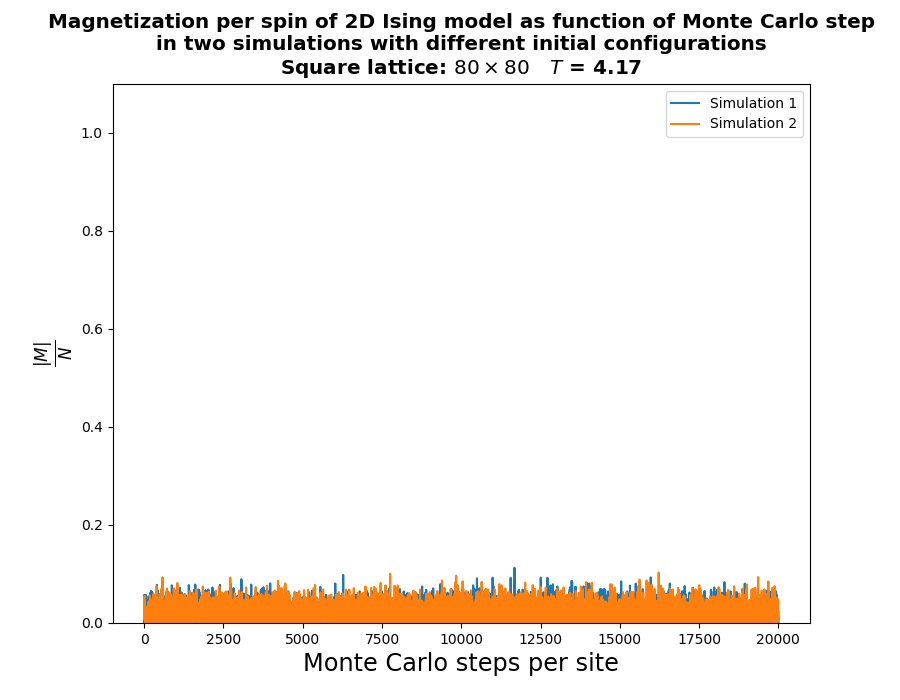 Magnetization per spin of 2D Ising model as function of Monte Carlo step
in two simulations with different initial configurations
Square lattice: 80 × 80 T = 4.17
Simulation 1
Simulation 2
1.0
0.8
0.6
0.4
0.2
0.0
|M|
N
0 2500 5000 7500 10000 12500 15000 17500 20000
Monte Carlo steps per site